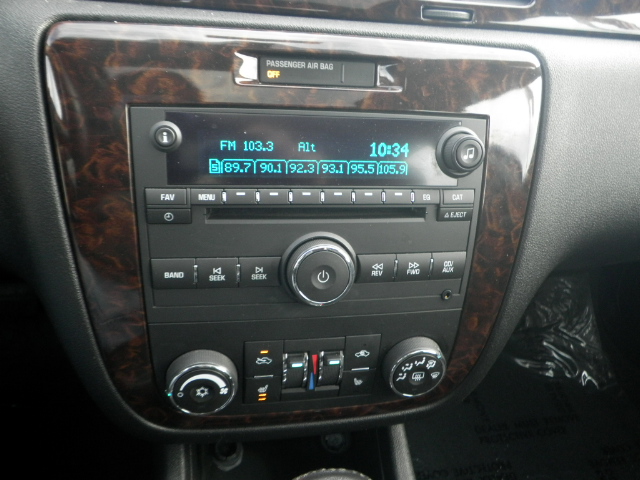 PASSENGER AIR BAG
OFF
FM 103.3 Alt 10:34
89.7 90.1 92.3 93.1 95.5 105.9
FAV MENU EQ CAT
EJECT
BAND SEEK SEEK REV FWD CD/AUX